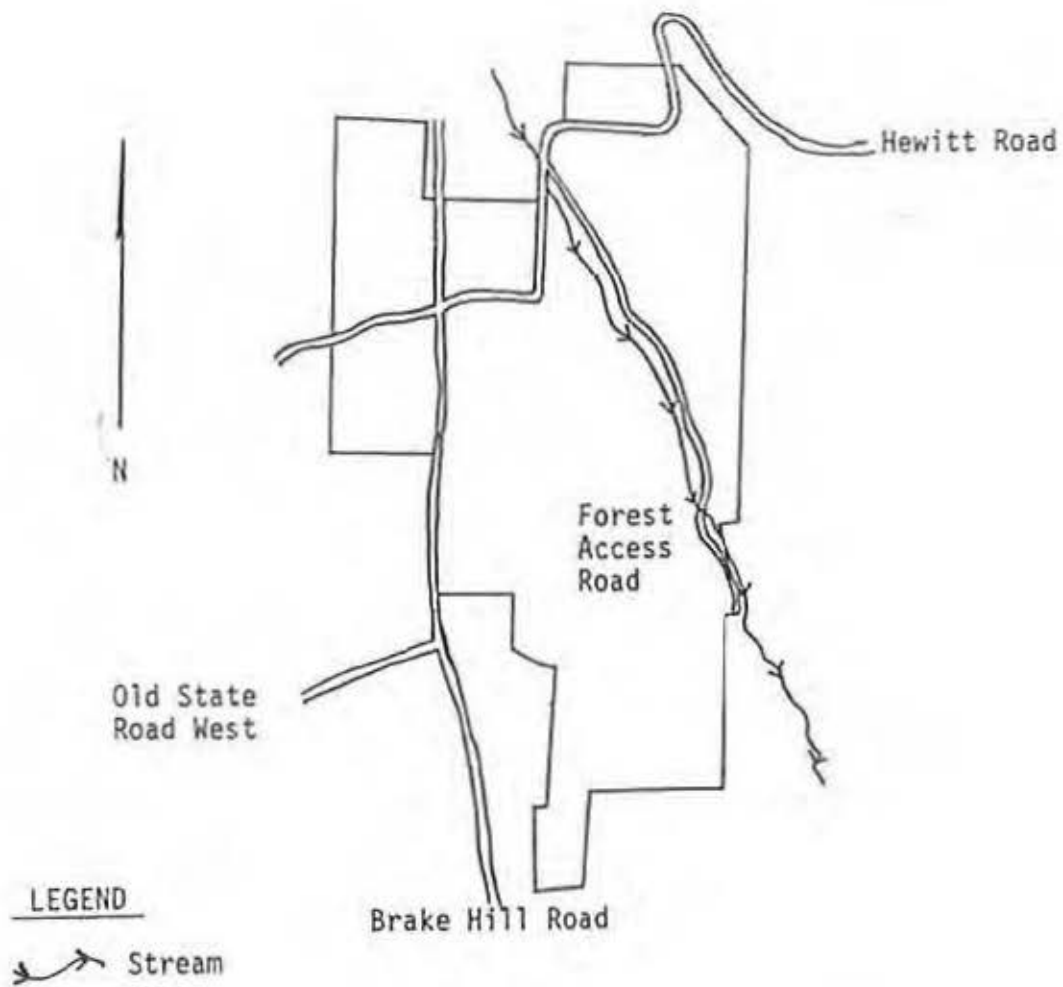 Hewitt Road
N
Forest
Access
Road
Old State
Road West
LEGEND
Brake Hill Road
Stream